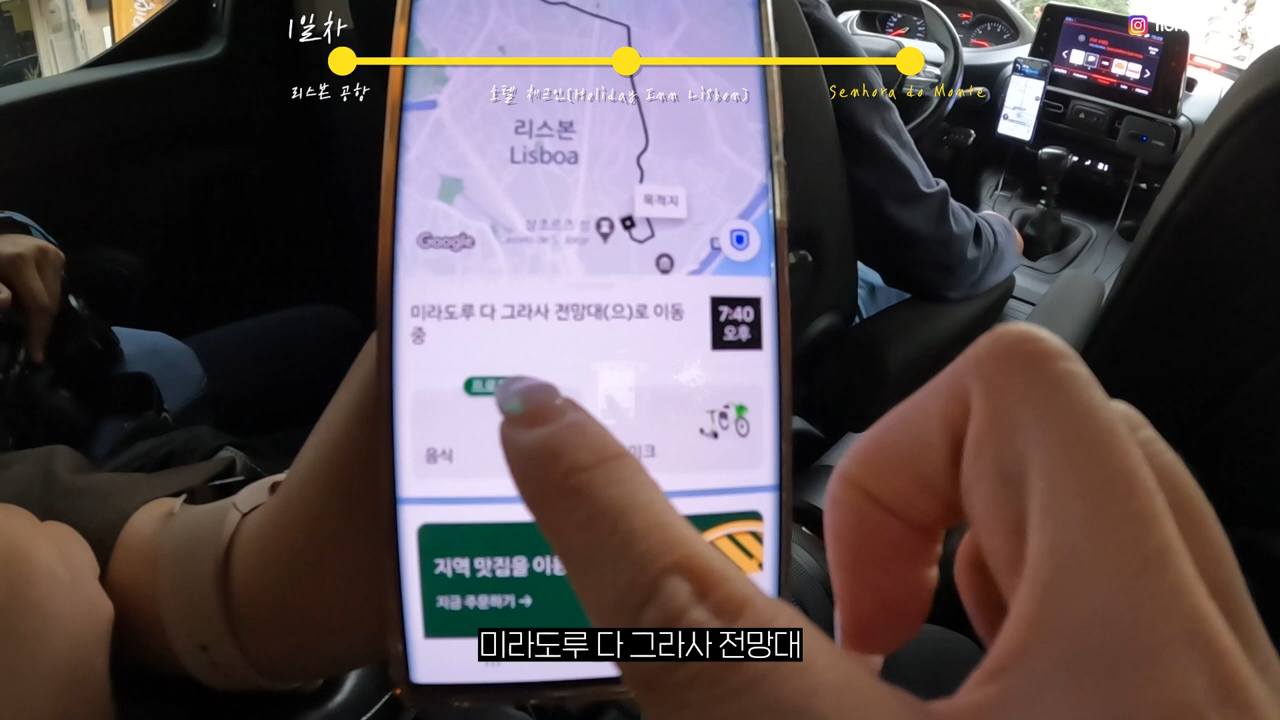 1일차
리스본 공항
호텔 체크인(Holiday Inn Lisbon)
Senhora do Monte
리스본
Lisboa
목적지
Google
미라도루 다 그라사 전망대(으)로 이동
중
7:40
오후
음식
지역 맛집을
지금 주문하기 →
미라도루 다 그라사 전망대